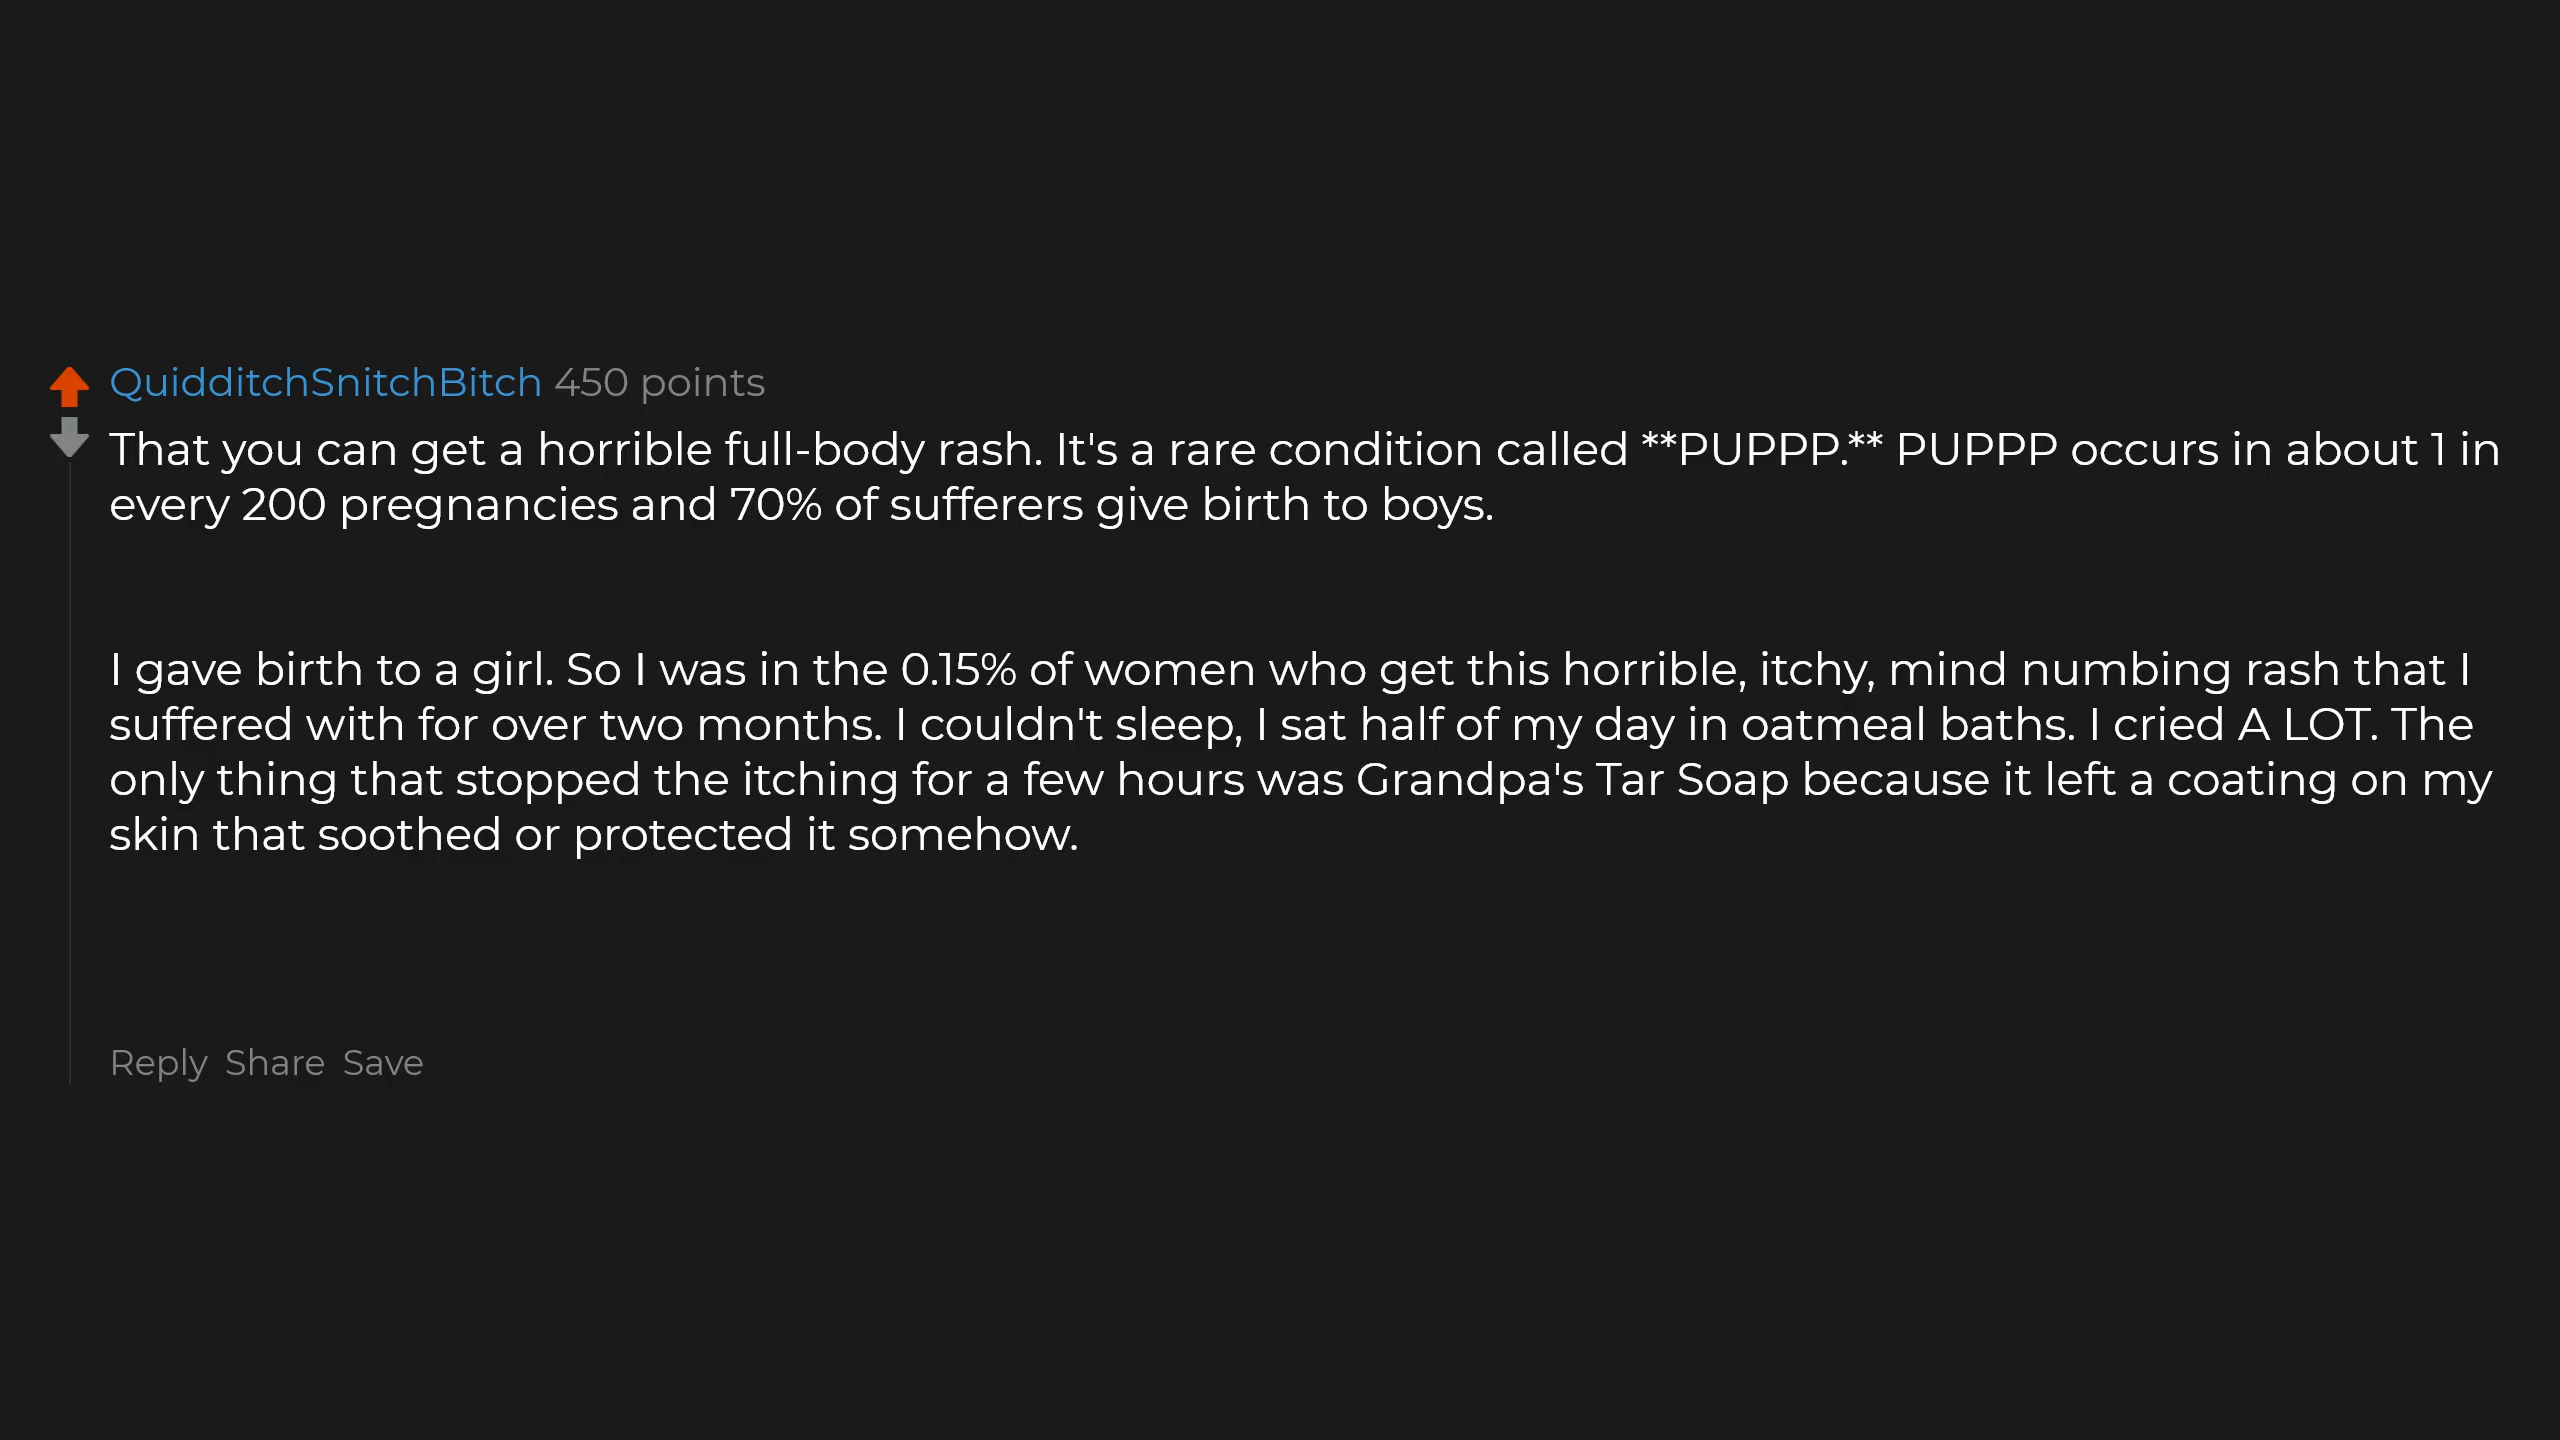 QuidditchSnitchBitch 450 points
That you can get a horrible full-body rash. It's a rare condition called **PUPPP.** PUPPP occurs in about 1 in
every 200 pregnancies and 70% of sufferers give birth to boys.
I gave birth to a girl. So I was in the 0.15% of women who get this horrible, itchy, mind numbing rash that I
suffered with for over two months. I couldn't sleep, I sat half of my day in oatmeal baths. I cried A LOT. The
only thing that stopped the itching for a few hours was Grandpa's Tar Soap because it left a coating on my
skin that soothed or protected it somehow.
Reply Share Save